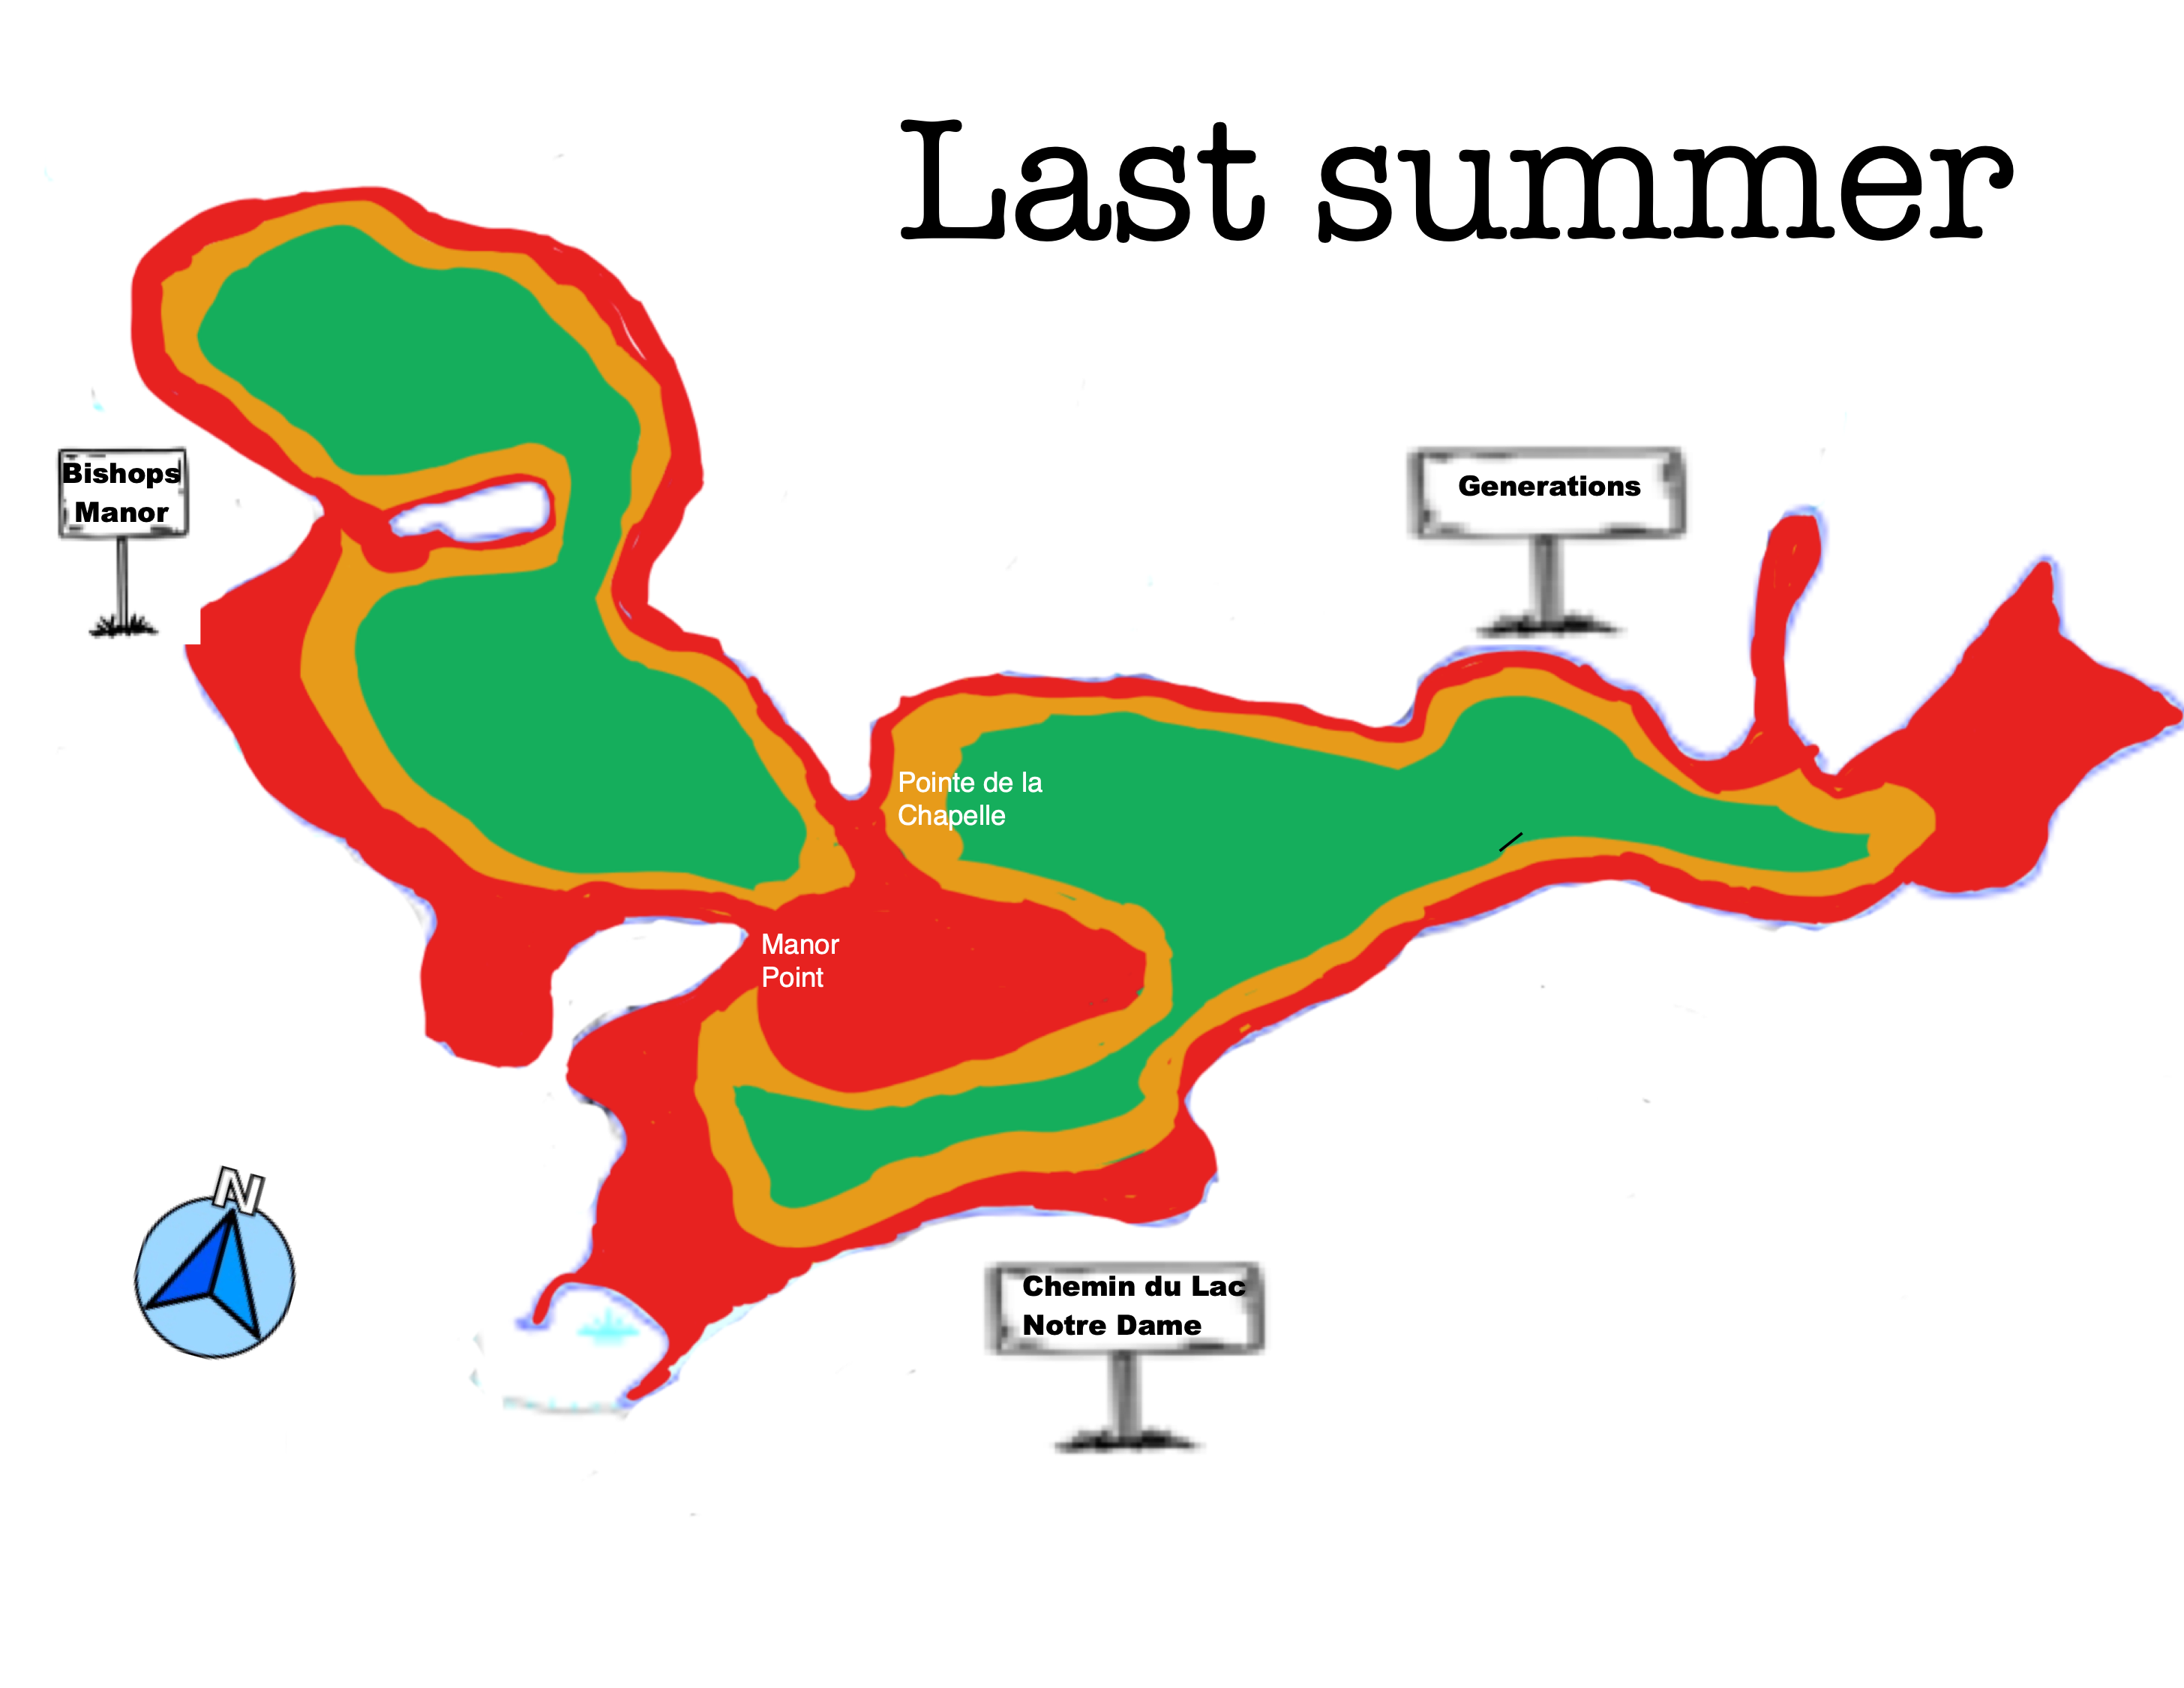 Last summer
Bishops
Manor
Generations
Pointe de la
Chapelle
Manor
Point
N
Chemin du Lac
Notre Dame